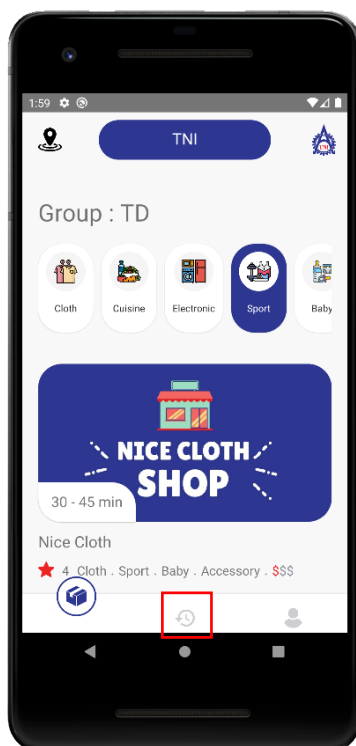 1:59
TNI
TNI
Group : TD
Cloth
Cuisine
Electronic
Sport
Baby
NICE CLOTH
SHOP
30 - 45 min
Nice Cloth
4 Cloth . Sport . Baby . Accessory . $$$